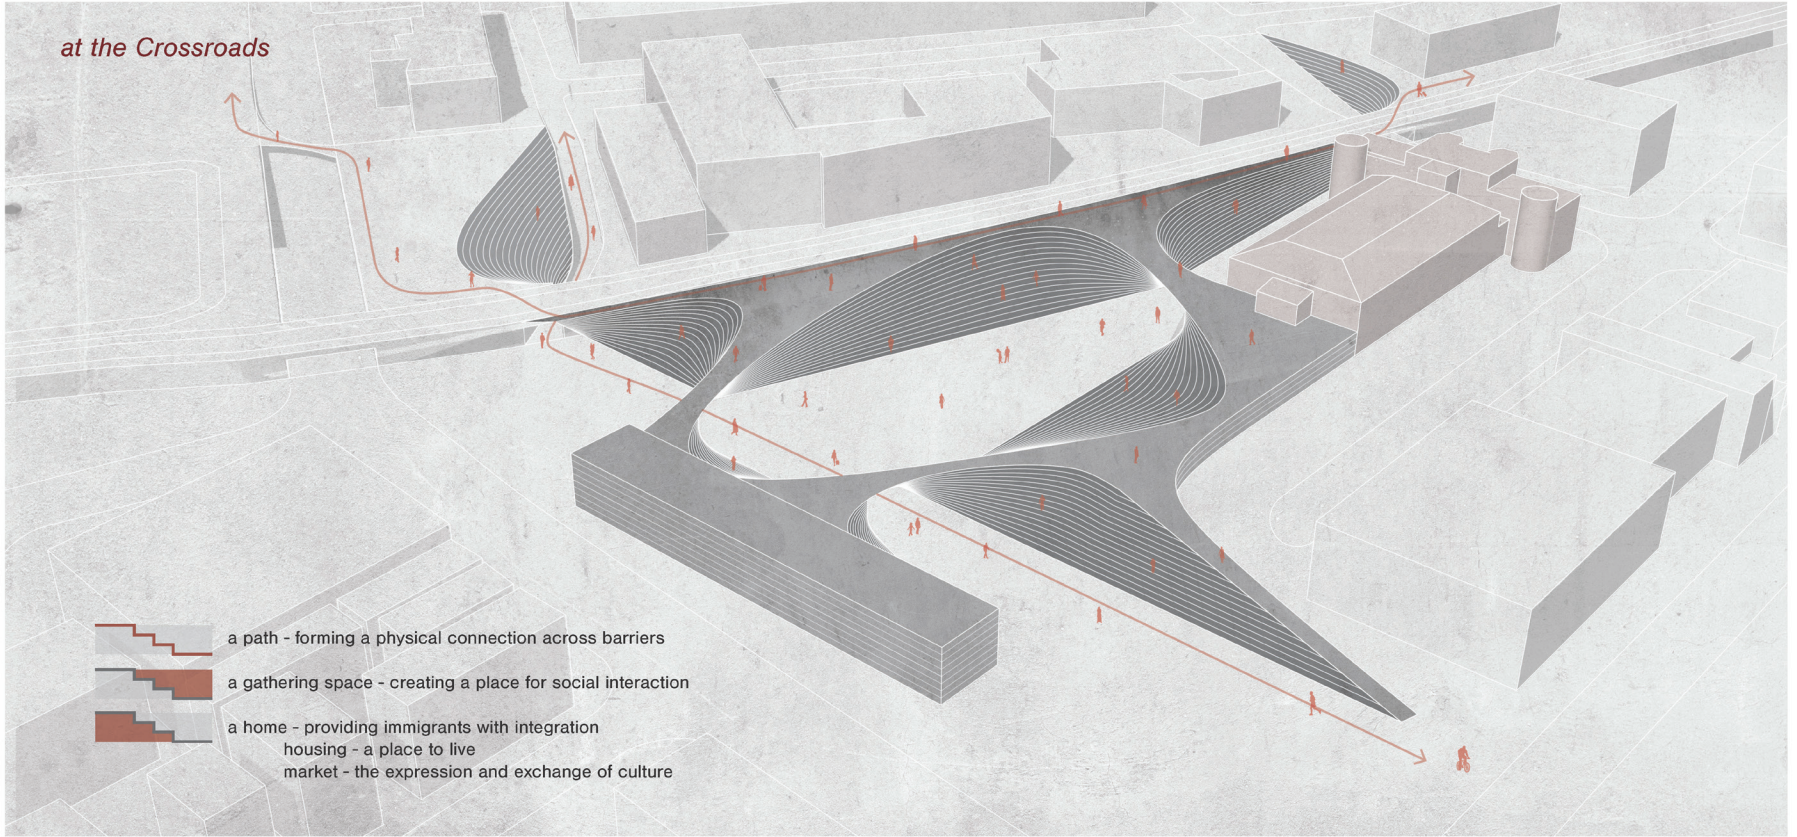 at the Crossroads
a path - forming a physical connection across barriers
a gathering space - creating a place for social interaction
a home - providing immigrants with integration
housing - a place to live
market - the expression and exchange of culture